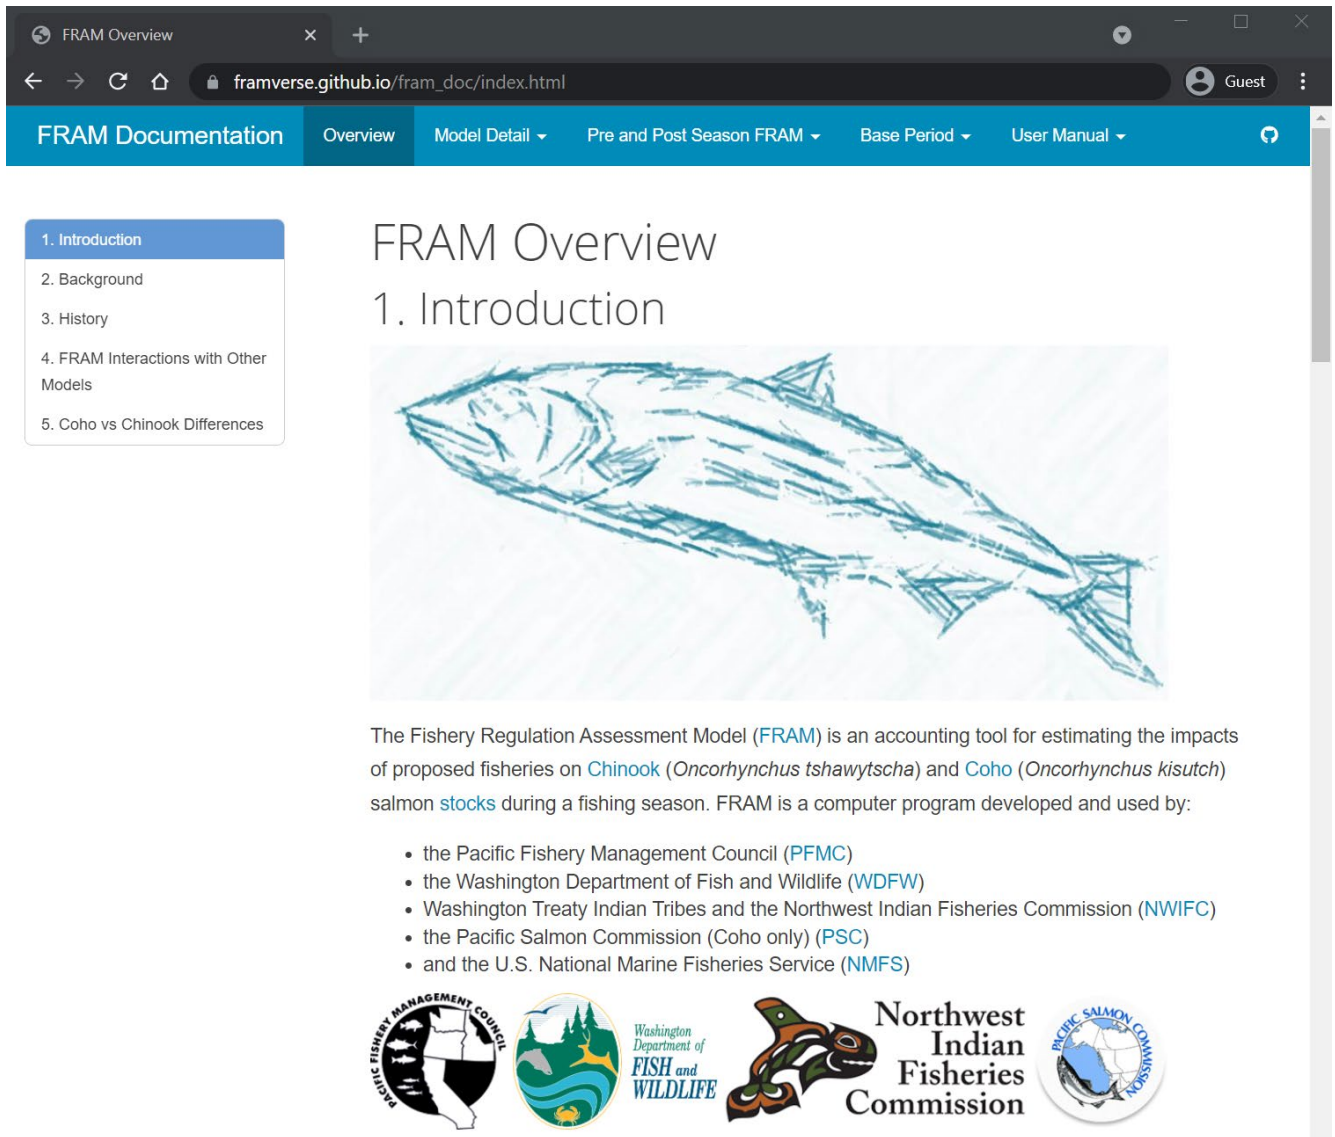 FRAM Overview
framverse.github.io/fram_doc/index.html
Guest
FRAM Documentation
Overview
Model Detail
Pre and Post Season FRAM
Base Period
User Manual
1. Introduction
2. Background
3. History
4. FRAM Interactions with Other
Models
5. Coho vs Chinook Differences
FRAM Overview
1. Introduction
The Fishery Regulation Assessment Model (FRAM) is an accounting tool for estimating the impacts
of proposed fisheries on Chinook (Oncorhynchus tshawytscha) and Coho (Oncorhynchus kisutch)
salmon stocks during a fishing season. FRAM is a computer program developed and used by:
• the Pacific Fishery Management Council (PFMC)
• the Washington Department of Fish and Wildlife (WDFW)
• Washington Treaty Indian Tribes and the Northwest Indian Fisheries Commission (NWIFC)
• the Pacific Salmon Commission (Coho only) (PSC)
• and the U.S. National Marine Fisheries Service (NMFS)
PACIFIC FISHERY MANAGEMENT COUNCIL
Washington
Department of
FISH and
WILDLIFE
Northwest
Indian
Fisheries
Commission
PACIFIC SALMON COMMISSION